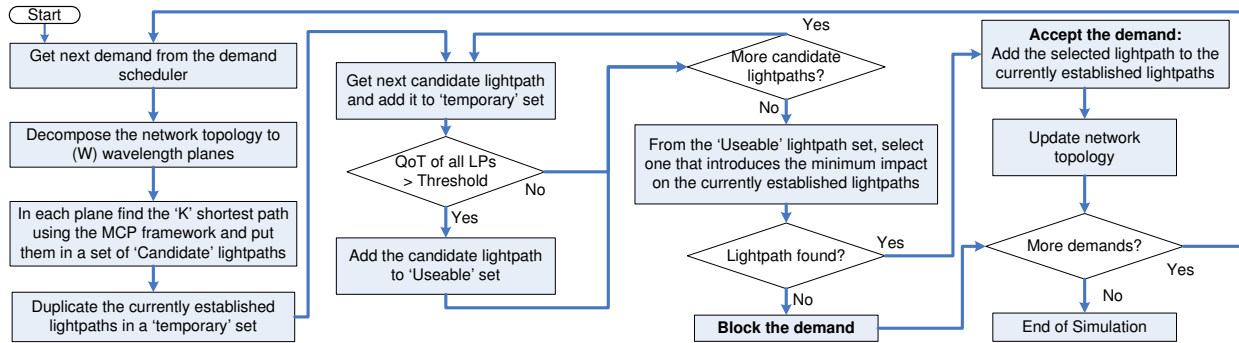 Start
Get next demand from the demand
scheduler
Decompose the network topology to
(W) wavelength planes
In each plane find the ‘K’ shortest path
using the MCP framework and put
them in a set of ‘Candidate’ lightpaths
Duplicate the currently established
lightpaths in a ‘temporary’ set
Get next candidate lightpath
and add it to ‘temporary’ set
QoT of all LPs
> Threshold
No
Yes
Add the candidate lightpath
to ‘Useable’ set
Yes
More candidate
lightpaths?
No
From the ‘Useable’ lightpath set, select
one that introduces the minimum impact
on the currently established lightpaths
Lightpath found?
Yes
No
Block the demand
Accept the demand:
Add the selected lightpath to the
currently established lightpaths
Update network
topology
More demands?
Yes
No
End of Simulation